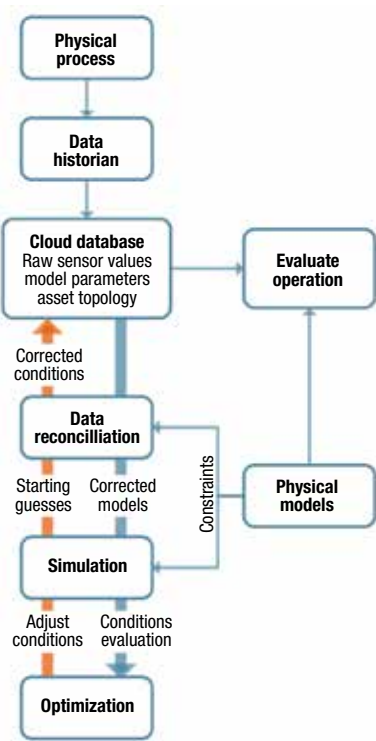 Physical
process
Data
historian
Cloud database
Raw sensor values
model parameters
asset topology
Evaluate
operation
Corrected
conditions
Data
reconcilliation
Starting
guesses
Corrected
models
Constraints
Physical
models
Simulation
Adjust
conditions
Conditions
evaluation
Optimization